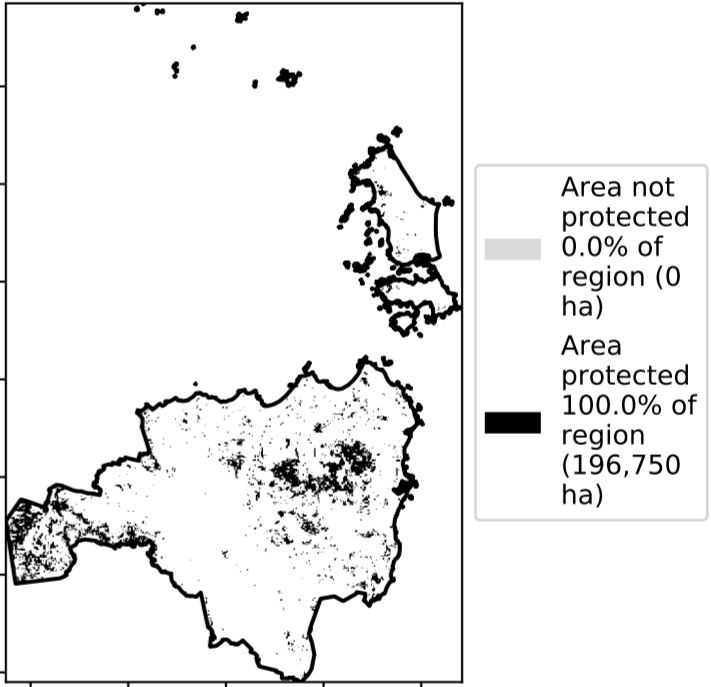 Area not
protected
0.0% of
region (0
ha)
Area
protected
100.0% of
region
(196,750
ha)